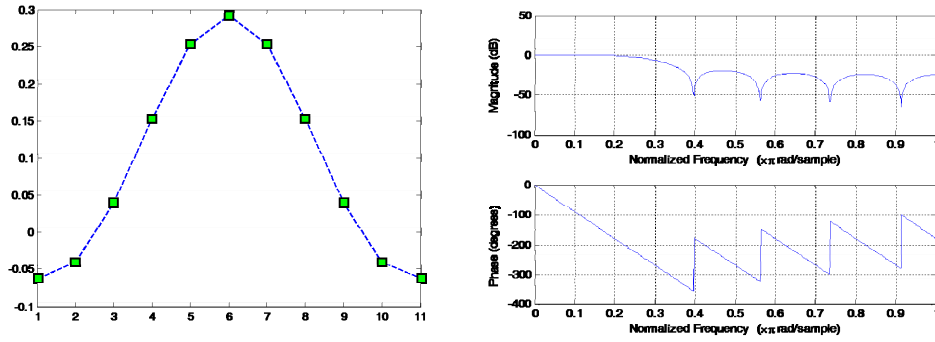 0.3
0.25
0.2
0.15
0.1
0.05
0
-0.05
-0.1
1 2 3 4 5 6 7 8 9 10 11
50
0
-50
-100
Magnitude (dB)
0 0.1 0.2 0.3 0.4 0.5 0.6 0.7 0.8 0.9 1
Normalized Frequency (×π rad/sample)
0
-100
-200
-300
-400
Phase (degrees)
0 0.1 0.2 0.3 0.4 0.5 0.6 0.7 0.8 0.9 1
Normalized Frequency (×π rad/sample)